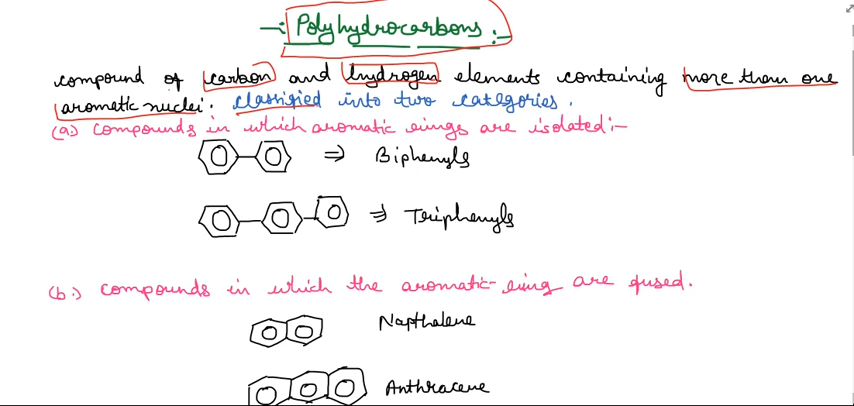 -: Polyhydrocarbons :-
compound of carbon and hydrogen elements containing more than one
aromatic nuclei. classified into two categories.
(a) compounds in which aromatic rings are isolated:-
⇒ Biphenyls
⇒ Triphenyls
(b.) compounds in which the aromatic-ring are fused.
Napthalene
Anthracene